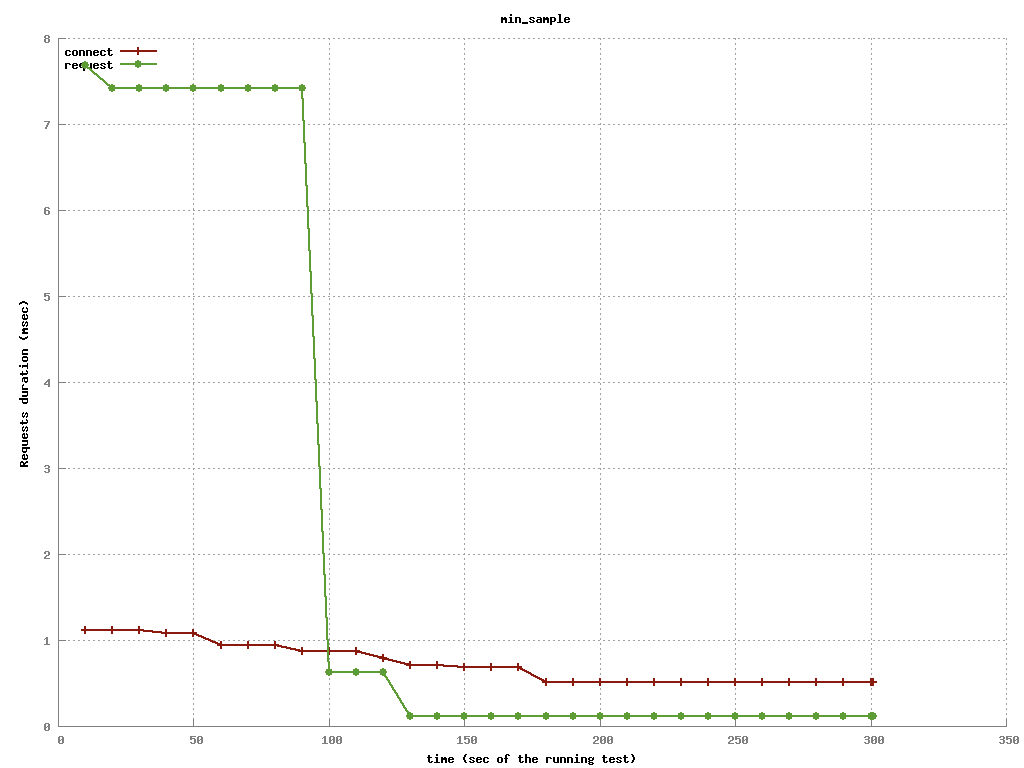 min_sample
8
connect
request
7
6
5
4
3
2
1
0
Requests duration (msec)
0 50 100 150 200 250 300 350
time (sec of the running test)